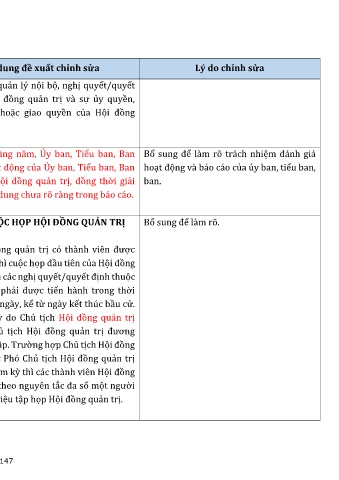 dung đề xuất chỉnh sửa Lý do chỉnh sửa
quản lý nội bộ, nghị quyết/quyết
đồng quản trị và sự ủy quyền,
hoặc giao quyền của Hội đồng
năm, Ủy ban, Tiểu ban, Ban Bổ sung để làm rõ trách nhiệm đánh giá
động của Ủy ban, Tiểu ban, Ban hoạt động và báo cáo của ủy ban, tiểu ban,
đồng quản trị, đồng thời giải ban.
dung chưa rõ ràng trong báo cáo.
HỌP HỘI ĐỒNG QUẢN TRỊ Bổ sung để làm rõ.
quản trị có thành viên được
thì cuộc họp đầu tiên của Hội đồng
các nghị quyết/quyết định thuộc
phải được tiến hành trong thời
ngày, kể từ ngày kết thúc bầu cử.
do Chủ tịch Hội đồng quản trị
tịch Hội đồng quản trị đương
Trường hợp Chủ tịch Hội đồng
Phó Chủ tịch Hội đồng quản trị
kỳ thì các thành viên Hội đồng
theo nguyên tắc đa số một người
triệu tập họp Hội đồng quản trị.
147